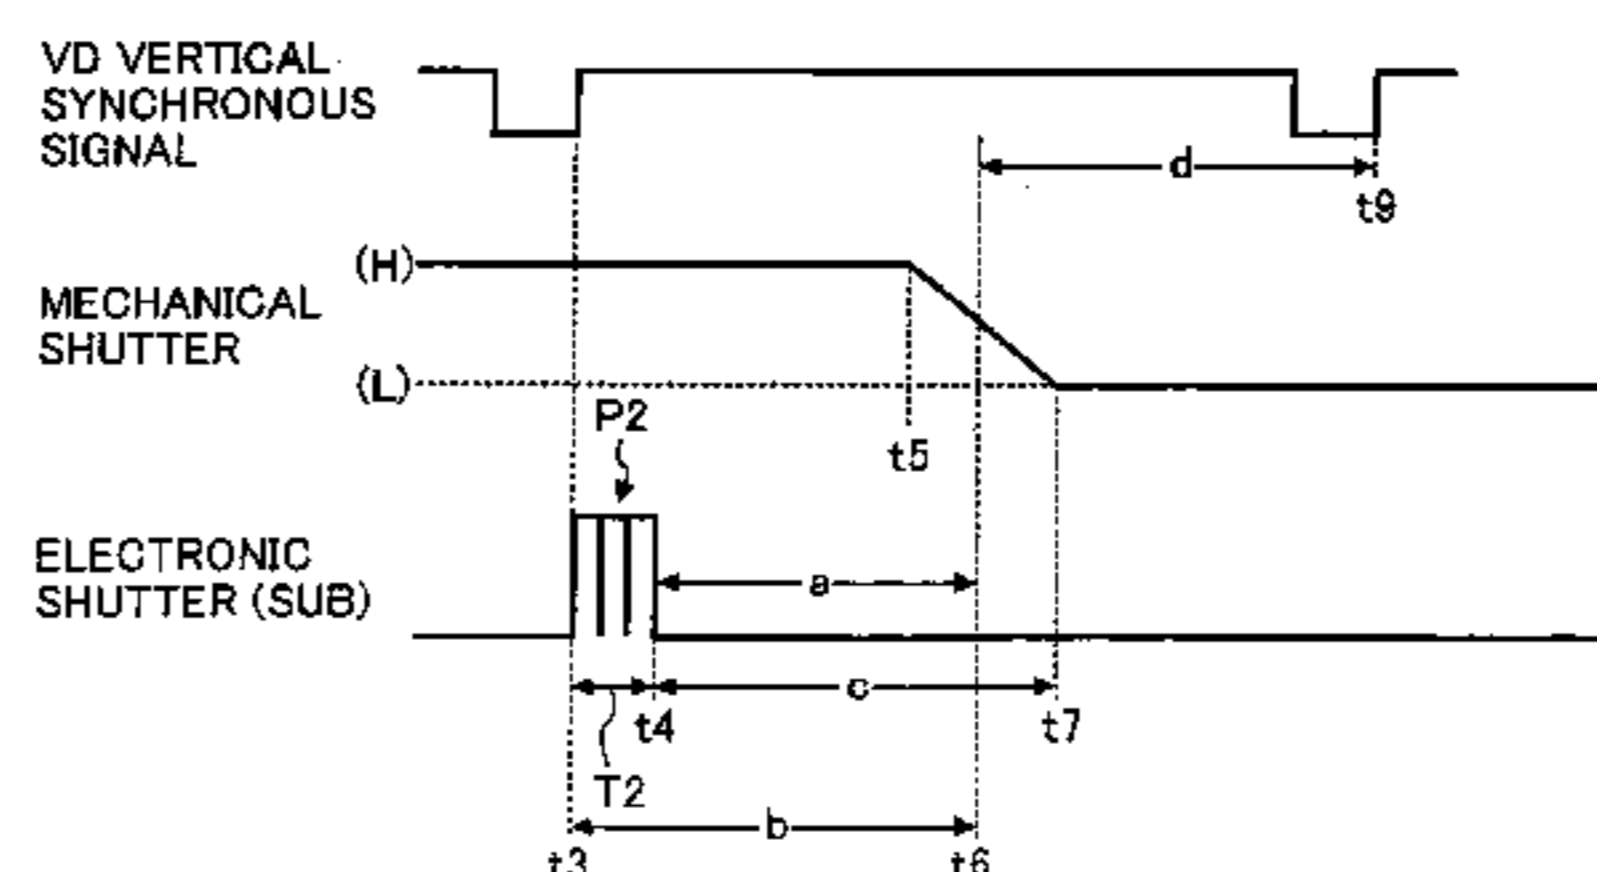 VD VERTICAL
SYNCHRONOUS
SIGNAL
d
t9
(H)
MECHANICAL
SHUTTER
(L)
P2
t5
ELECTRONIC
SHUTTER (SUB)
a
c
t4
t7
T2
b
t3
t6